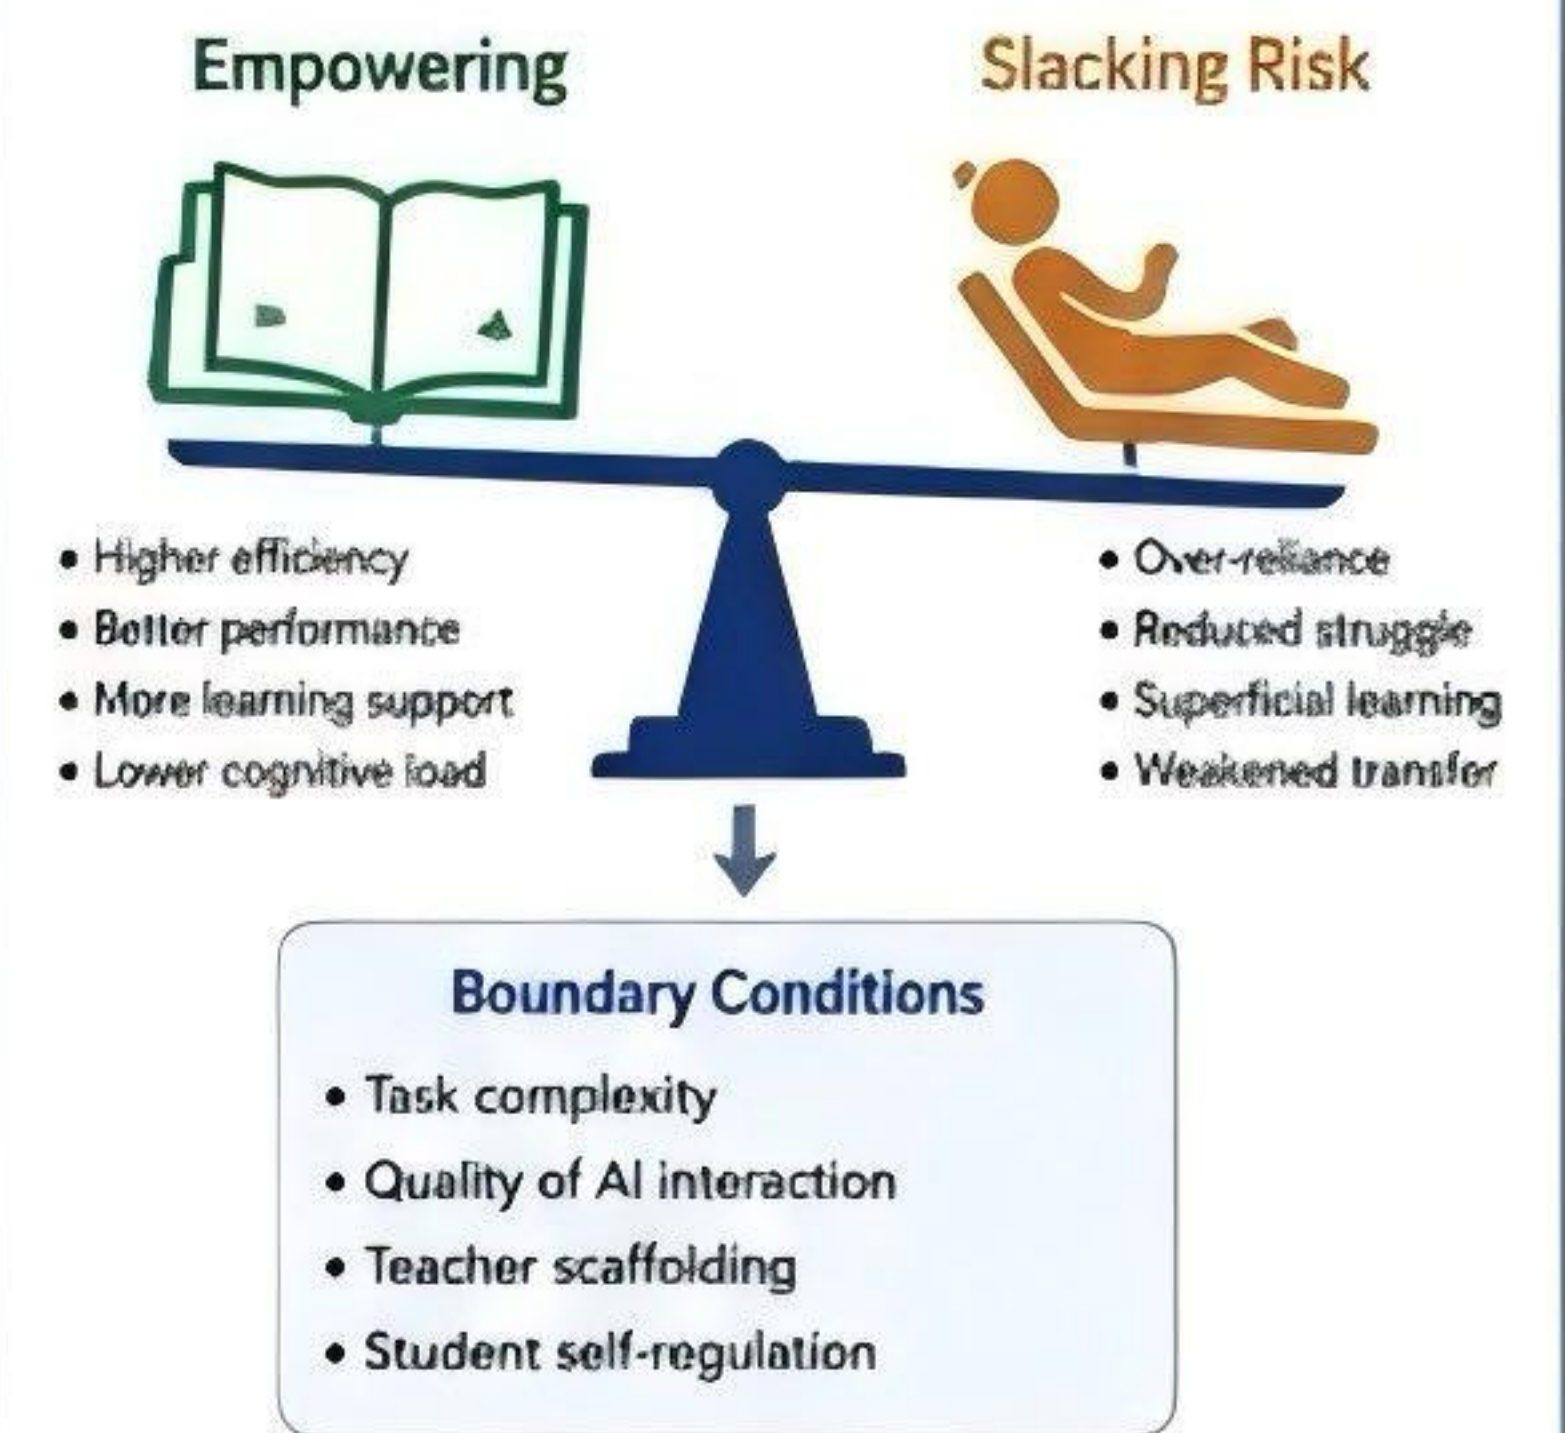 Empowering
Slacking Risk
• Higher efficiency
• Better performance
• More learning support
• Lower cognitive load
• Over-reliance
• Reduced struggle
• Superficial learning
• Weakened transfer
Boundary Conditions
• Task complexity
• Quality of AI interaction
• Teacher scaffolding
• Student self-regulation